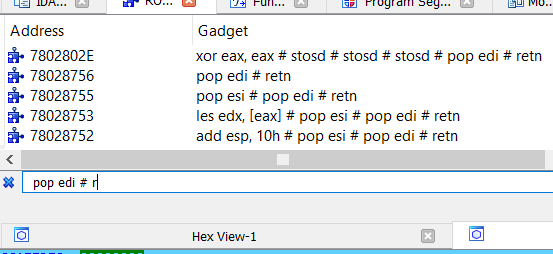 IDA... RO... Fun... Program Seg... Mo...
Address Gadget
7802802E xor eax, eax # stosd # stosd # stosd # pop edi # retn
78028756 pop edi # retn
78028755 pop esi # pop edi # retn
78028753 les edx, [eax] # pop esi # pop edi # retn
78028752 add esp, 10h # pop esi # pop edi # retn
pop edi # r
Hex View-1